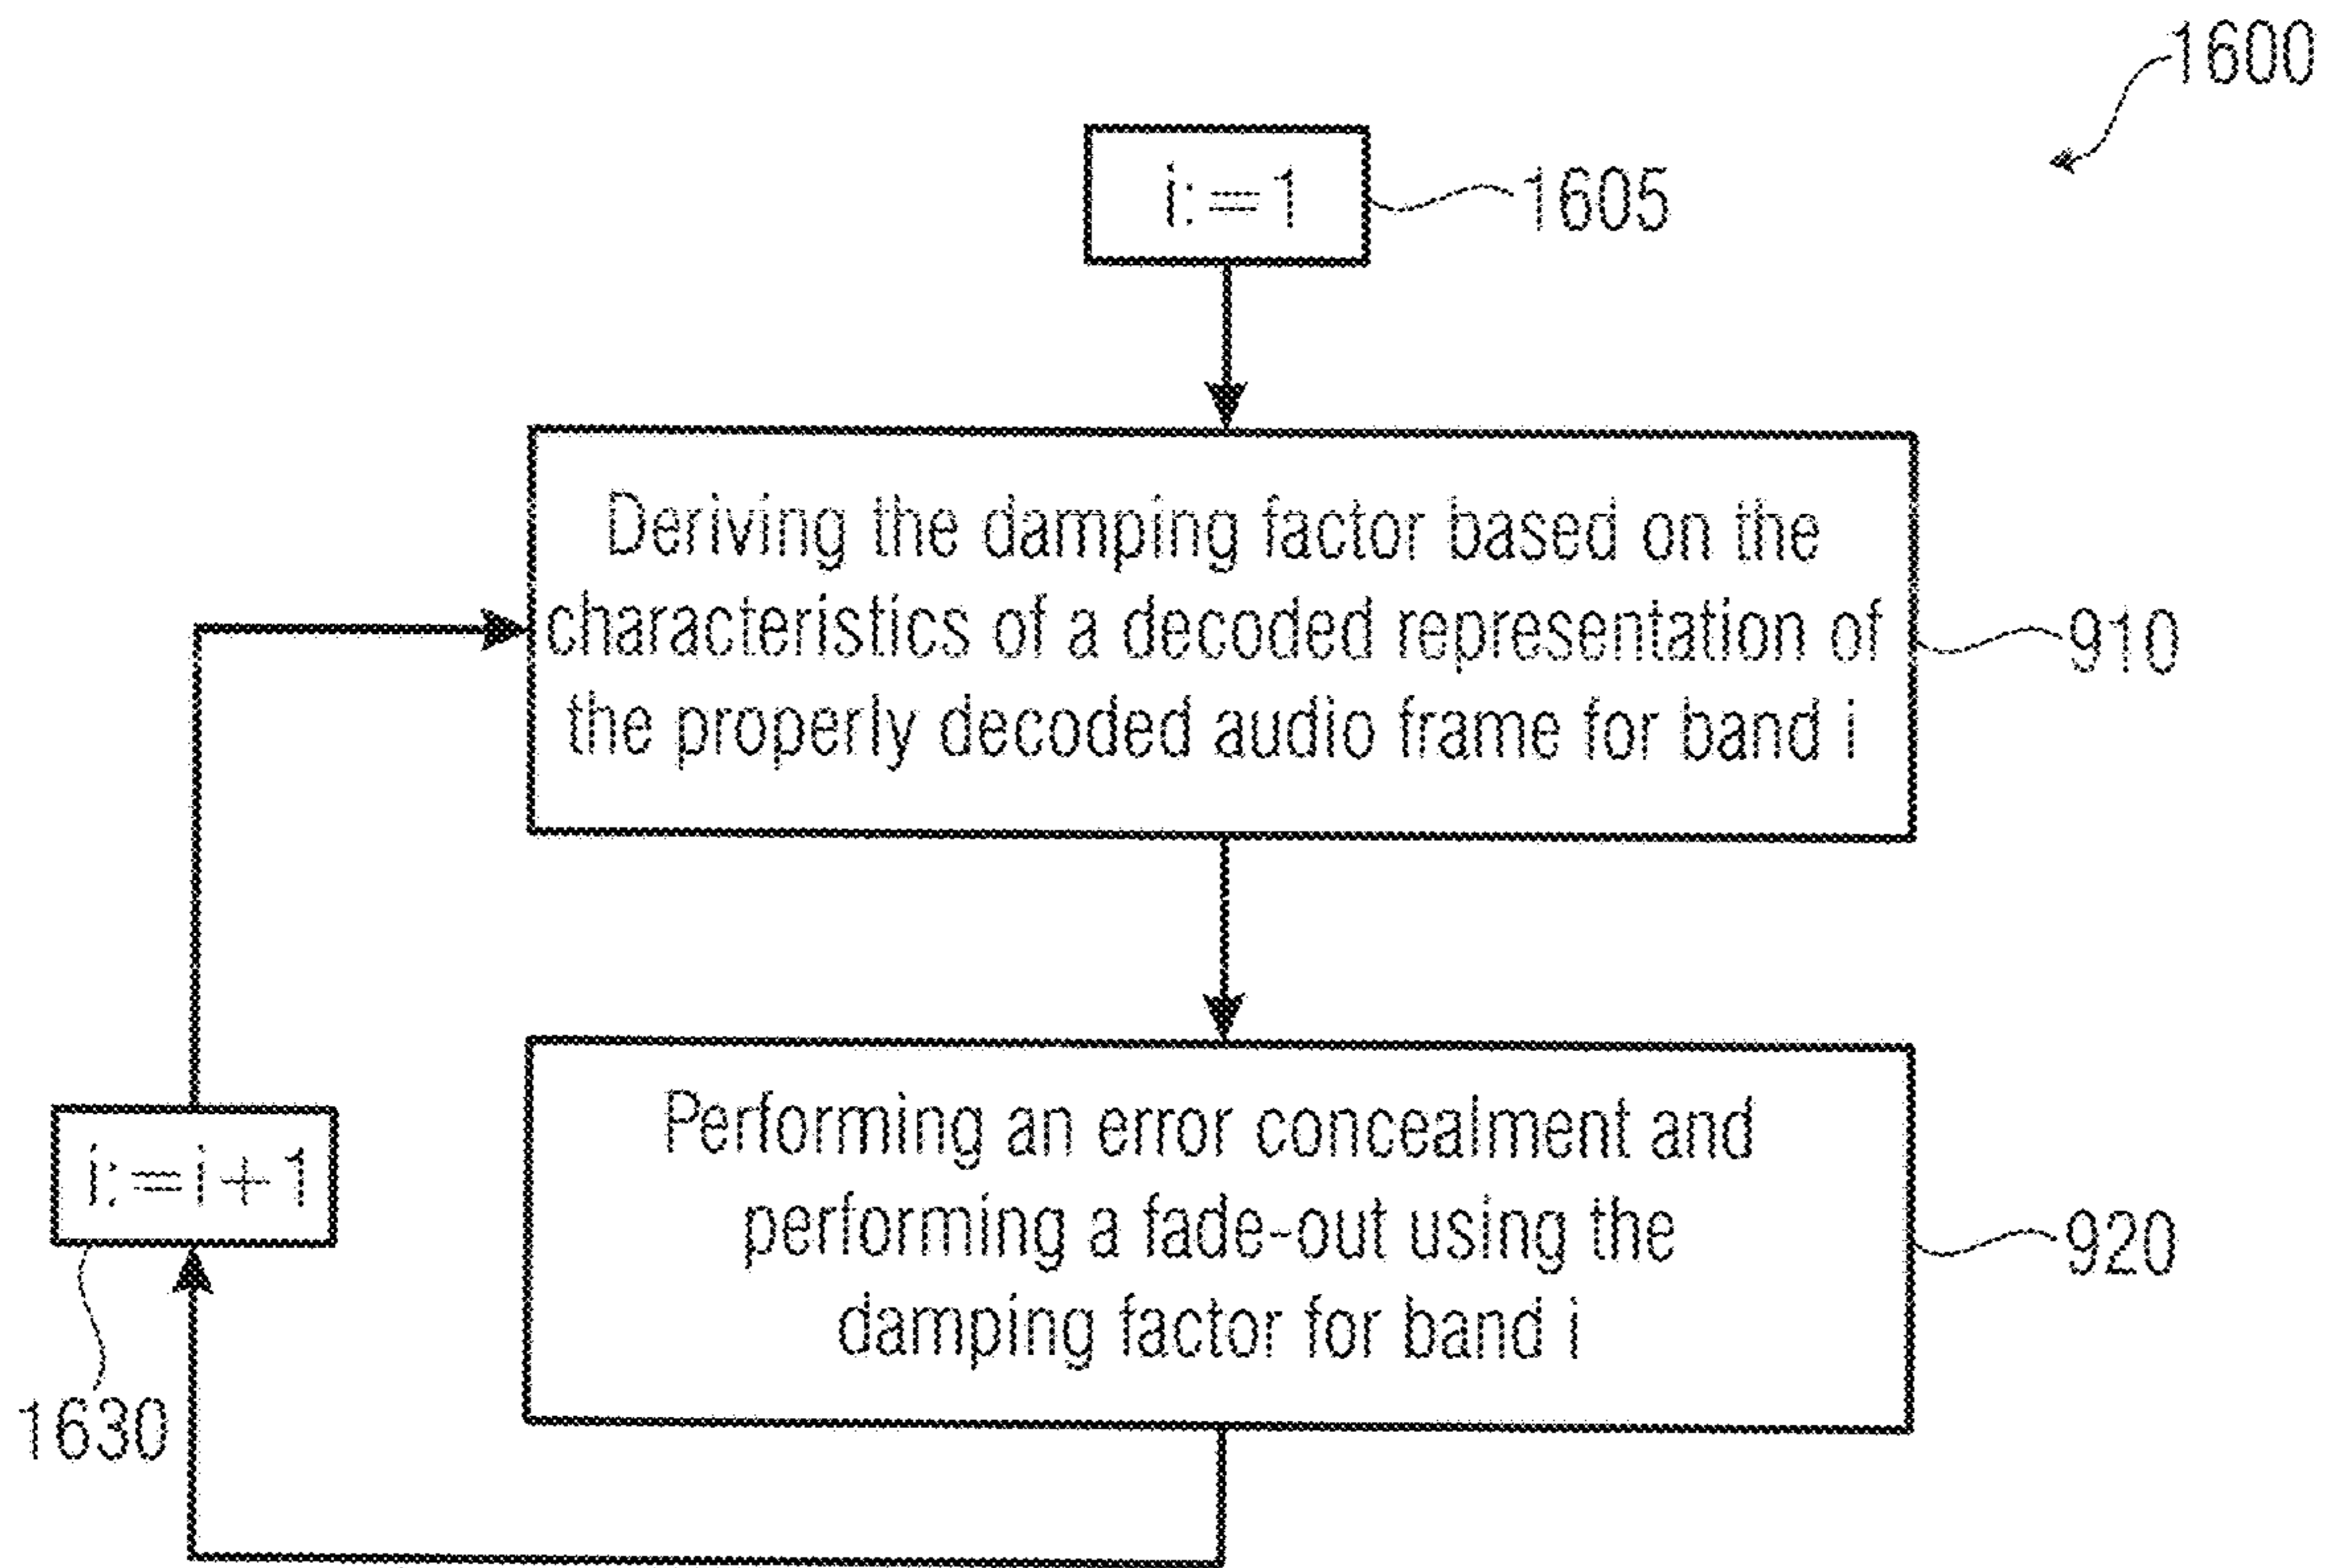 1600
i:=1
1605
Deriving the damping factor based on the
characteristics of a decoded representation of
the properly decoded audio frame for band i
910
Performing an error concealment and
performing a fade-out using the
damping factor for band i
920
i:=i+1
1630